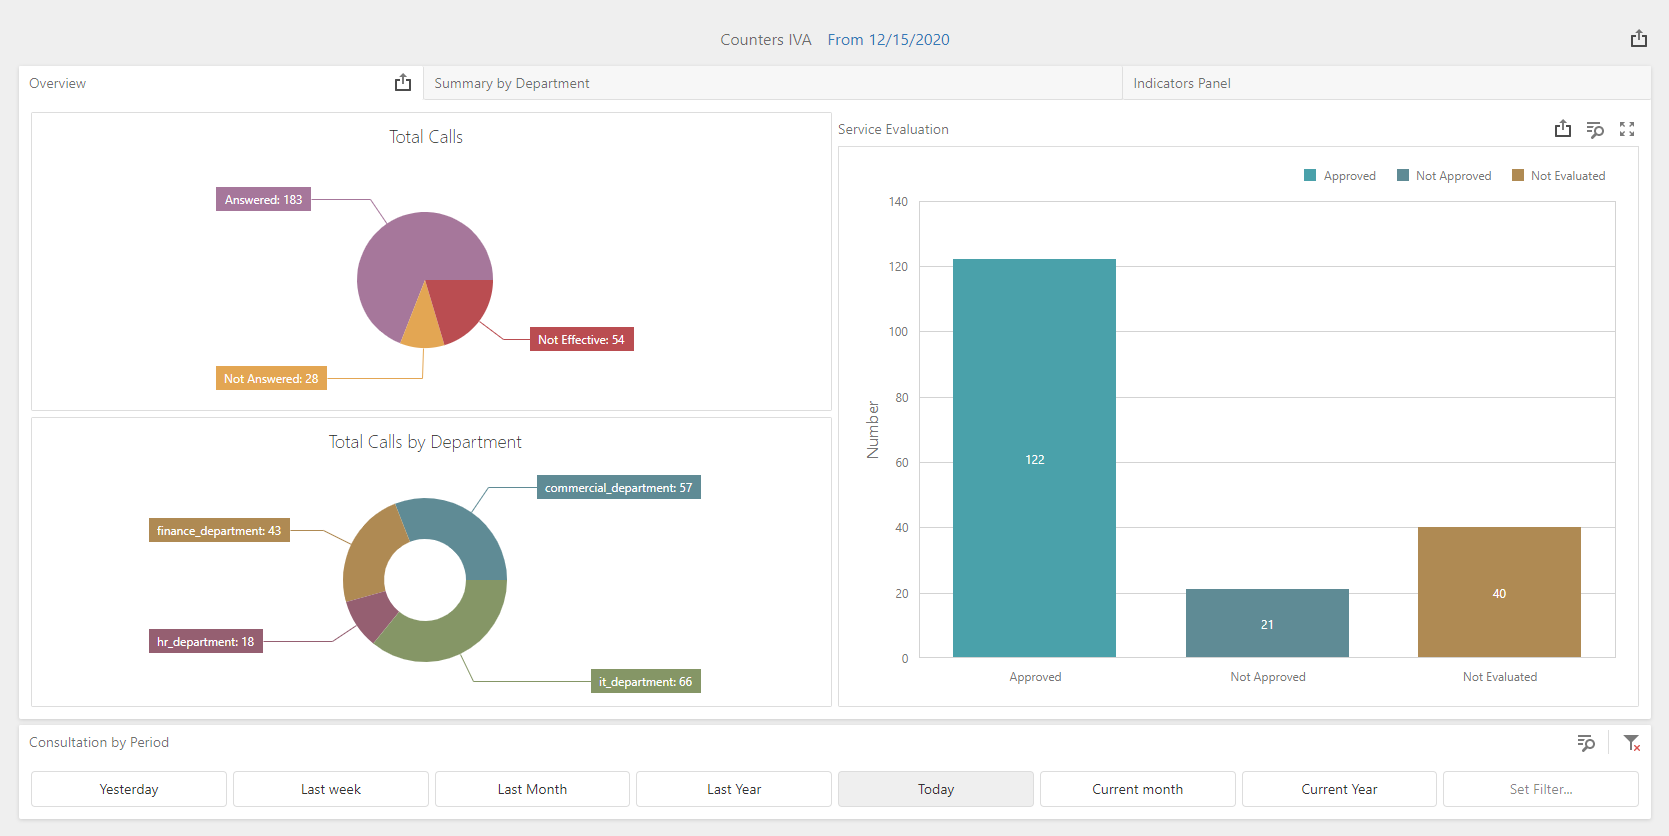 Counters IVA From 12/15/2020
Overview
Summary by Department
Indicators Panel
Total Calls
Answered: 183
Not Effective: 54
Not Answered: 28
Total Calls by Department
commercial_department: 57
finance_department: 43
hr_department: 18
it_department: 66
Service Evaluation
Approved
Not Approved
Not Evaluated
140
120
100
80
60
40
20
0
Number
122
21
40
Approved
Not Approved
Not Evaluated
Consultation by Period
Yesterday
Last week
Last Month
Last Year
Today
Current month
Current Year
Set Filter...